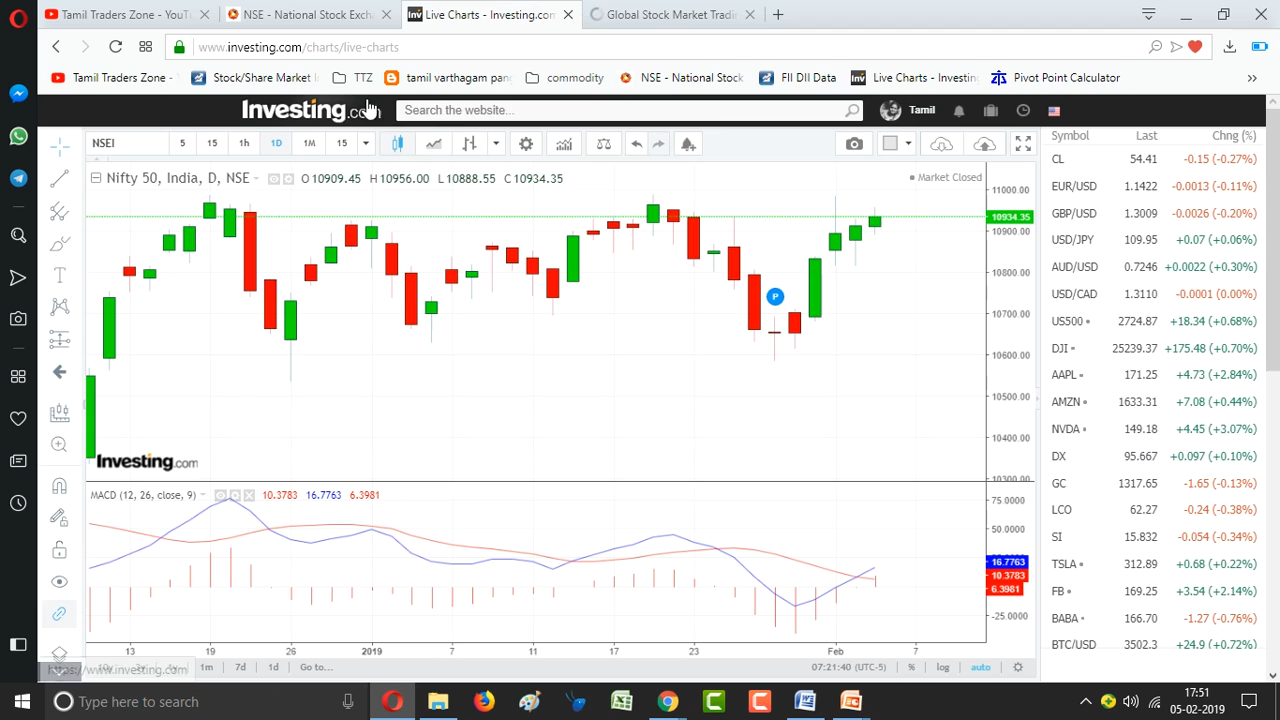 Tamil Traders Zone - YouT
NSE - National Stock Exch
Live Charts - Investing.com
Global Stock Market Tradin
www.investing.com/charts/live-charts
Tamil Traders Zone -
Stock/Share Market I
TTZ
tamil varthagam pan
commodity
NSE - National Stock
FII DII Data
Live Charts - Investin
Pivot Point Calculator
Investing.com
Search the website...
Tamil
NSEI
5
15
1h
1D
1M
15
Nifty 50, India, D, NSE
O 10909.45 H 10956.00 L 10888.55 C 10934.35
Market Closed
11000.00
10934.35
10900.00
10800.00
10700.00
10600.00
10500.00
10400.00
10300.00
P
Investing.com
MACD (12, 26, close, 9)
10.3783 16.7763 6.3981
75.0000
50.0000
16.7763
10.3783
6.3981
-25.0000
13 19 26 2019 7 11 17 23 Feb 7
1m 7d 1d Go to...
07:21:40 (UTC-5)
% log auto
https://www.investing.com
Symbol Last Chng (%)
CL 54.41 -0.15 (-0.27%)
EUR/USD 1.1422 -0.0013 (-0.11%)
GBP/USD 1.3009 -0.0026 (-0.20%)
USD/JPY 109.95 +0.07 (+0.06%)
AUD/USD 0.7246 +0.0022 (+0.30%)
USD/CAD 1.3110 -0.0001 (0.00%)
US500 2724.87 +18.34 (+0.68%)
DJI 25239.37 +175.48 (+0.70%)
AAPL 171.25 +4.73 (+2.84%)
AMZN 1633.31 +7.08 (+0.44%)
NVDA 149.18 +4.45 (+3.07%)
DX 95.667 +0.097 (+0.10%)
GC 1317.65 -1.65 (-0.13%)
LCO 62.27 -0.24 (-0.38%)
SI 15.832 -0.054 (-0.34%)
TSLA 312.89 +0.68 (+0.22%)
FB 169.25 +3.54 (+2.14%)
BABA 166.70 -1.27 (-0.76%)
BTC/USD 3502.3 +24.9 (+0.72%)
Type here to search
17:51
05-02-2019